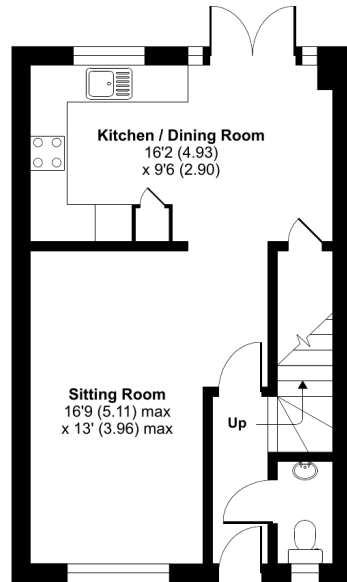 Kitchen / Dining Room
16'2 (4.93)
x 9'6 (2.90)
Sitting Room
16'9 (5.11) max
x 13' (3.96) max
Up